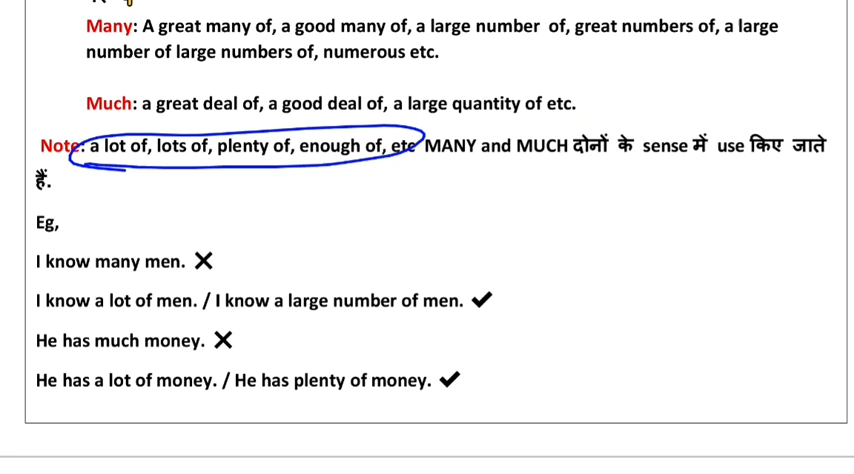 Many: A great many of, a good many of, a large number of, great numbers of, a large
number of large numbers of, numerous etc.
Much: a great deal of, a good deal of, a large quantity of etc.
Note: a lot of, lots of, plenty of, enough of, etc MANY and MUCH दोनों के sense में use किए जाते
हैं.
Eg,
I know many men. ✕
I know a lot of men. / I know a large number of men. ✔
He has much money. ✕
He has a lot of money. / He has plenty of money. ✔